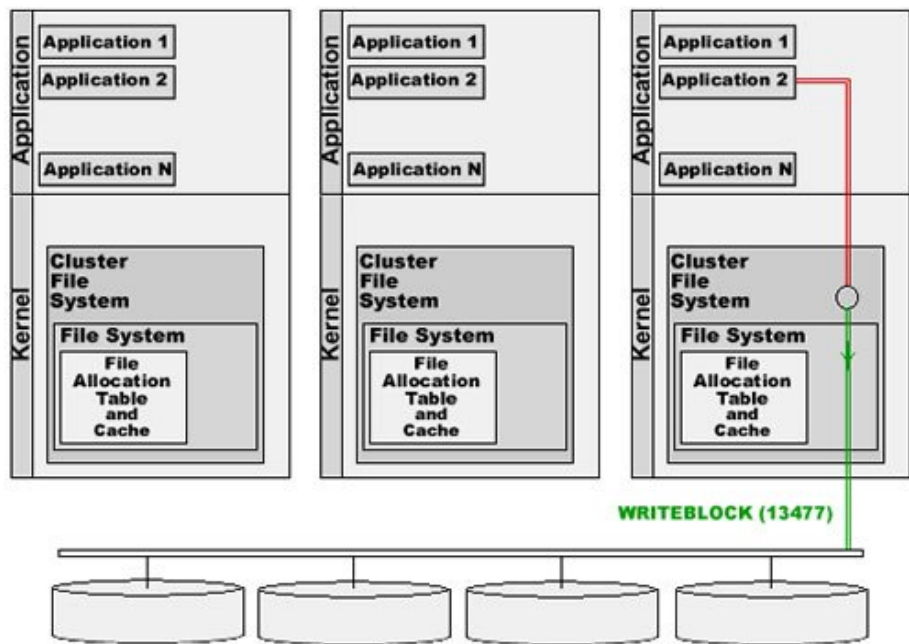 Application
Application 1
Application 2
Application N
Kernel
Cluster
File
System
File System
File
Allocation
Table
and
Cache
Application
Application 1
Application 2
Application N
Kernel
Cluster
File
System
File System
File
Allocation
Table
and
Cache
Application
Application 1
Application 2
Application N
Kernel
Cluster
File
System
File System
File
Allocation
Table
and
Cache
WRITEBLOCK (13477)